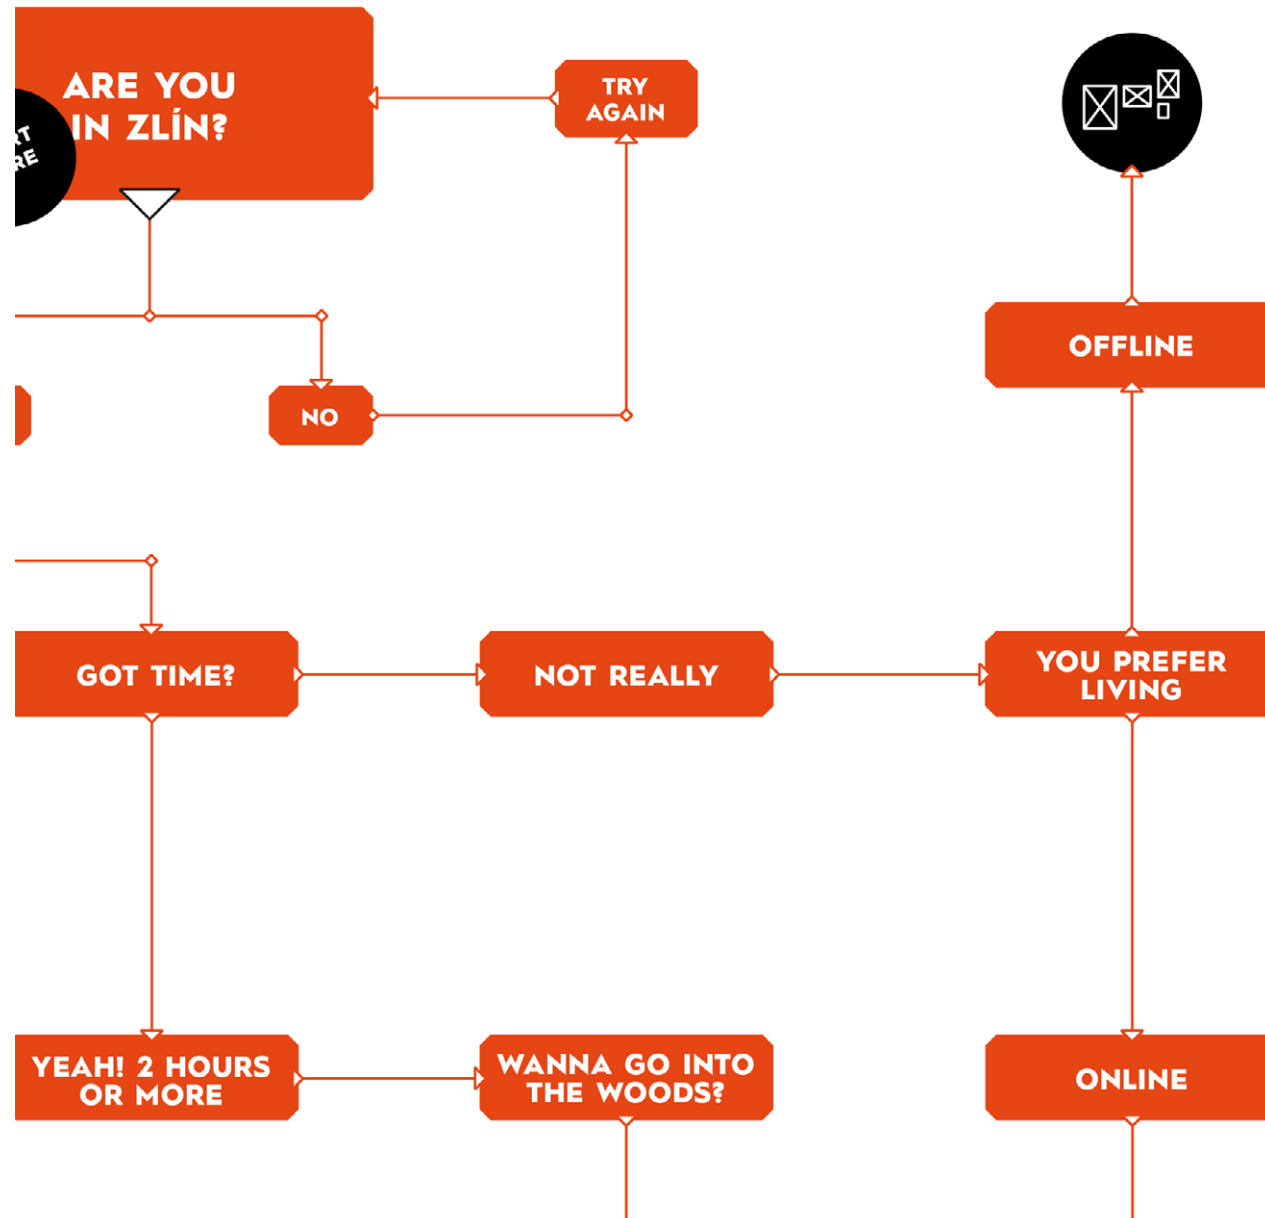 ARE YOU
IN ZLÍN?
TRY
AGAIN
OFFLINE
NO
GOT TIME?
NOT REALLY
YOU PREFER
LIVING
YEAH! 2 HOURS
OR MORE
WANNA GO INTO
THE WOODS?
ONLINE